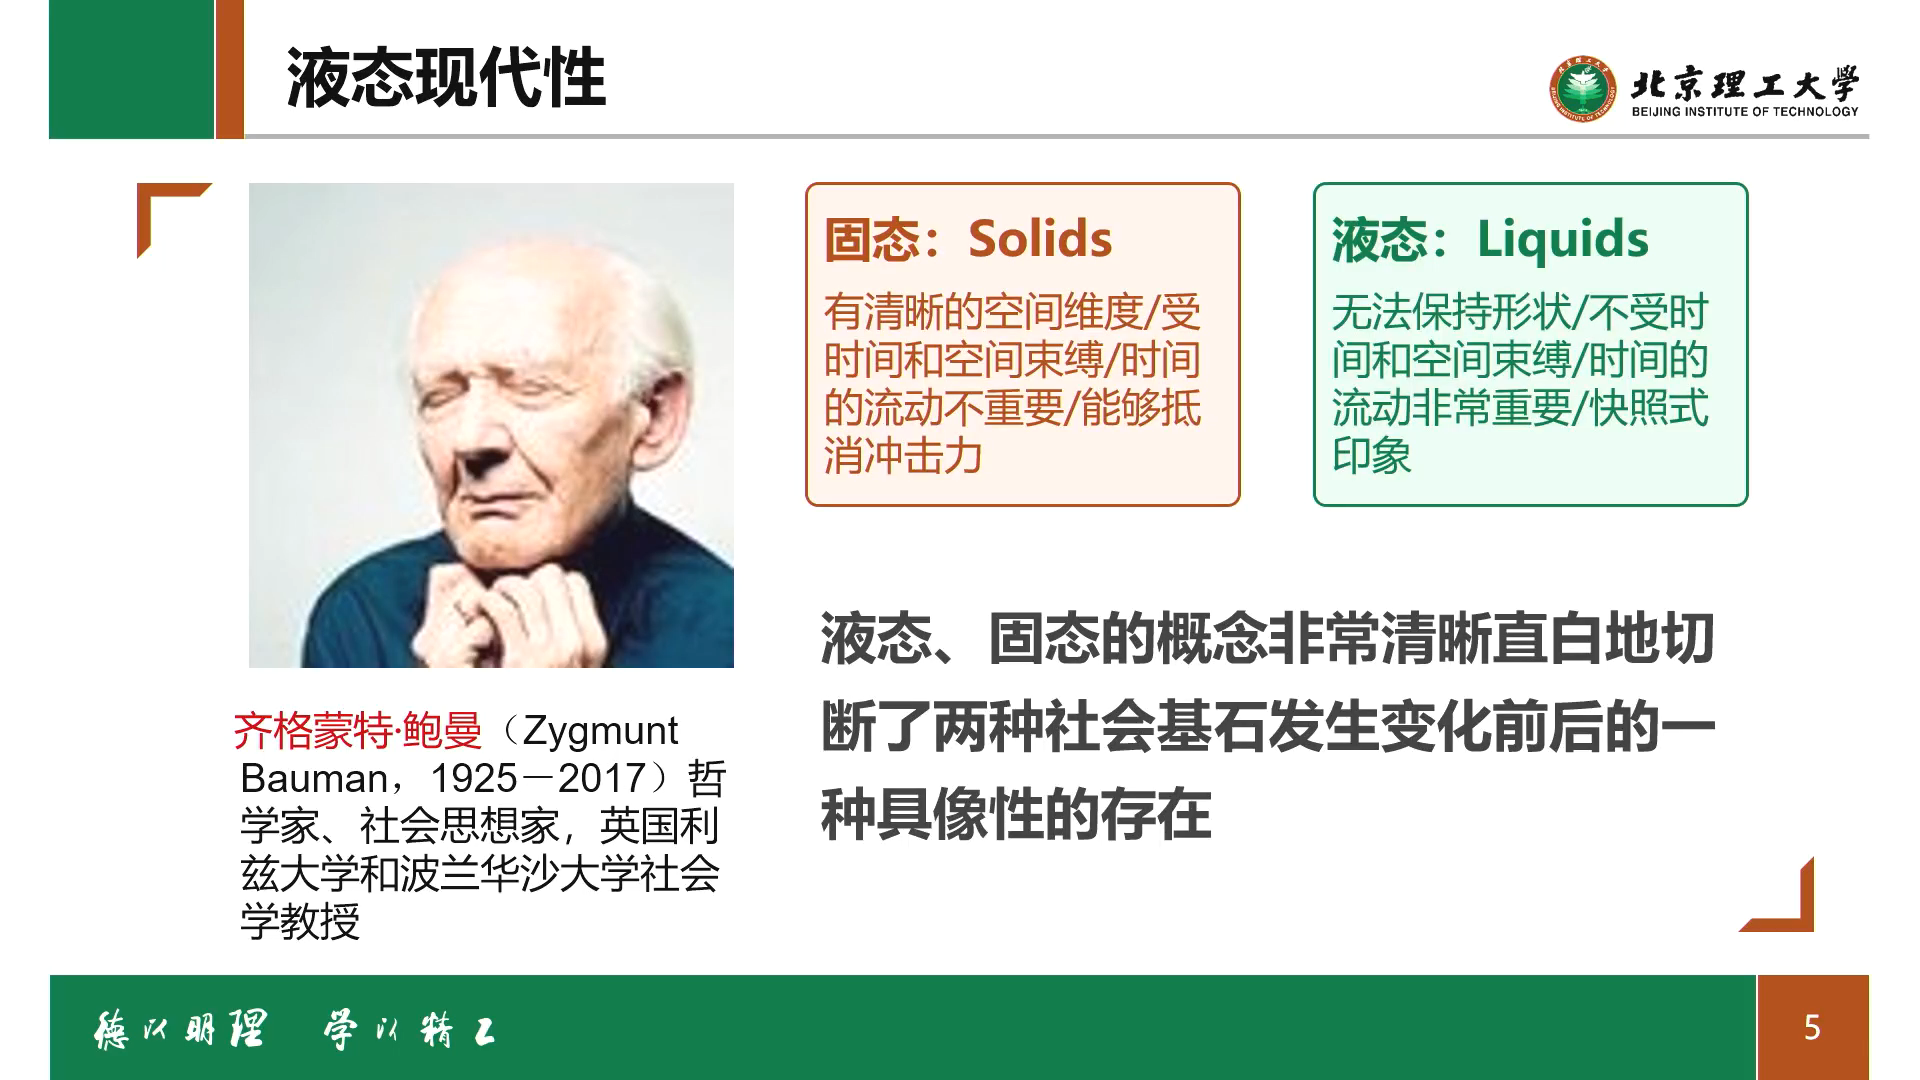 液态现代性
北京理工大学
BEIJING INSTITUTE OF TECHNOLOGY
固态：Solids
有清晰的空间维度/受
时间和空间束缚/时间
的流动不重要/能够抵
消冲击力
液态：Liquids
无法保持形状/不受时
间和空间束缚/时间的
流动非常重要/快照式
印象
齐格蒙特·鲍曼（Zygmunt
Bauman，1925－2017）哲
学家、社会思想家，英国利
兹大学和波兰华沙大学社会
学教授
液态、固态的概念非常清晰直白地切
断了两种社会基石发生变化前后的一
种具像性的存在
德以明理 学以精工
5